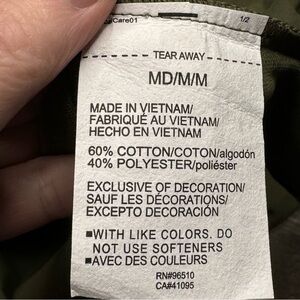 Care01
1/2
TEAR AWAY
MD/M/M
MADE IN VIETNAM/
FABRIQUÉ AU VIETNAM/
HECHO EN VIETNAM
60% COTTON/COTON/algodón
40% POLYESTER/poliéster
EXCLUSIVE OF DECORATION/
SAUF LES DÉCORATIONS/
EXCEPTO DECORACIÓN
■WITH LIKE COLORS. DO
NOT USE SOFTENERS
■AVEC DES COULEURS
RN#96510
CA#41095